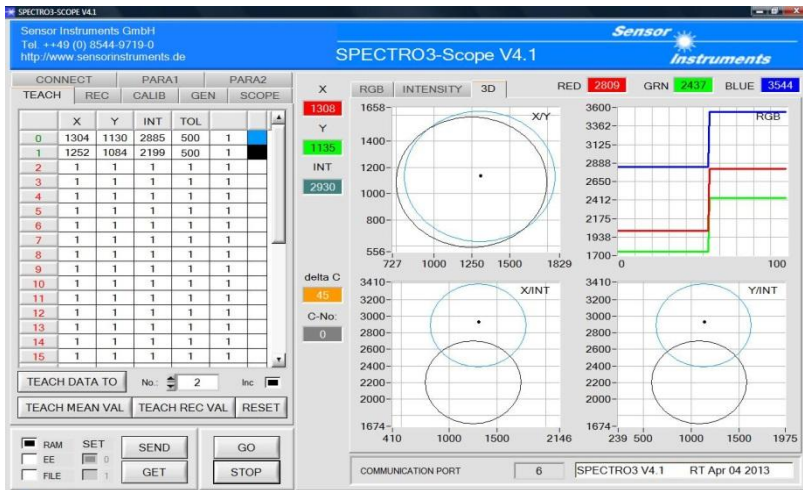 SPECTRO3-SCOPE V4.1
Sensor Instruments GmbH
Tel. ++49 (0) 8544-9719-0
http://www.sensorinstruments.de
SPECTRO3-Scope V4.1
Sensor Instruments
CONNECT PARA1 PARA2
TEACH REC CALIB GEN SCOPE
X Y INT TOL
0 1304 1130 2885 500 1
1 1252 1084 2199 500 1
2 1 1 1 1 1
3 1 1 1 1 1
4 1 1 1 1 1
5 1 1 1 1 1
6 1 1 1 1 1
7 1 1 1 1 1
8 1 1 1 1 1
9 1 1 1 1 1
10 1 1 1 1 1
11 1 1 1 1 1
12 1 1 1 1 1
13 1 1 1 1 1
14 1 1 1 1 1
15 1 1 1 1 1
TEACH DATA TO No.: 2 Inc
TEACH MEAN VAL TEACH REC VAL RESET
RAM SET SEND GO
EE 0
FILE 1 GET STOP
X
1308
Y
1135
INT
2930
delta C
45
C-No:
0
RGB INTENSITY 3D RED 2809 GRN 2437 BLUE 3544
X/Y
1658
1400
1200
1000
800
556
727 1000 1250 1500 1829
RGB
3600
3362
3125
2888
2650
2412
2175
1938
1700
0 100
X/INT
3410
3200
3000
2800
2600
2400
2200
2000
1674
410 1000 1500 2146
Y/INT
3410
3200
3000
2800
2600
2400
2200
2000
1674
239 500 1000 1500 1975
COMMUNICATION PORT 6 SPECTRO3 V4.1 RT Apr 04 2013